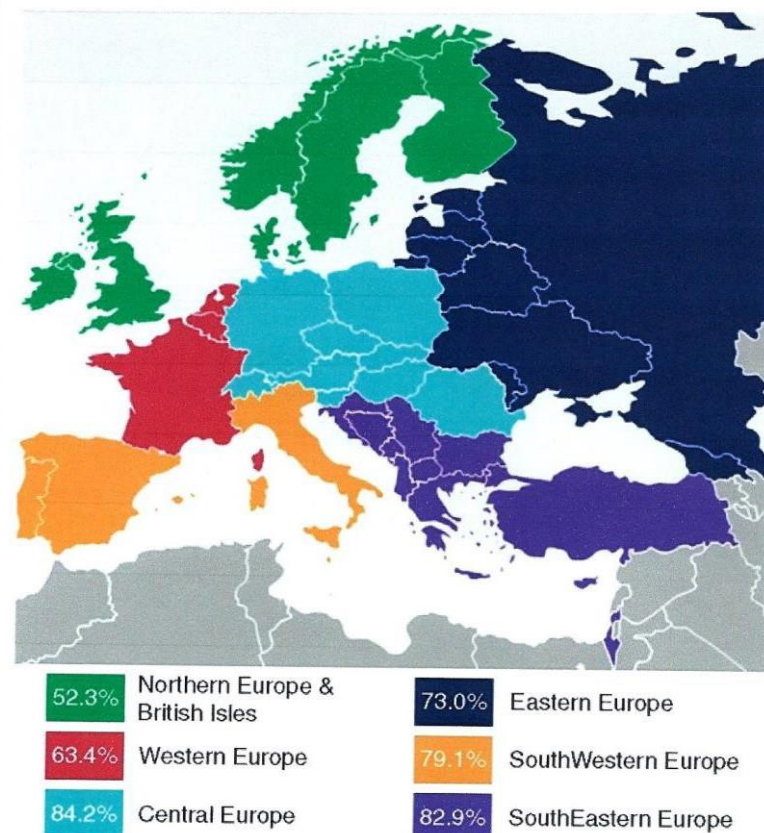 52.3% Northern Europe &
British Isles
63.4% Western Europe
84.2% Central Europe
73.0% Eastern Europe
79.1% SouthWestern Europe
82.9% SouthEastern Europe